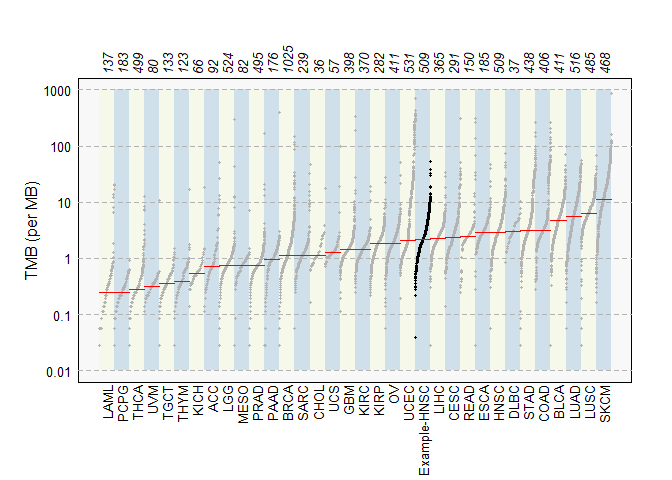 137 183 499 80 133 123 66 92 524 82 495 176 1025 239 36 57 398 370 282 411 531 509 365 291 150 185 509 37 438 406 411 516 485 468
TMB (per MB)
1000
100
10
1
0.1
0.01
LAML PCPG THCA UVM TGCT THYM KICH ACC LGG MESO PRAD PAAD BRCA SARC CHOL UCS GBM KIRC KIRP OV UCEC Example-HNSC LIHC CESC READ ESCA HNSC DLBC STAD COAD BLCA LUAD LUSC SKCM